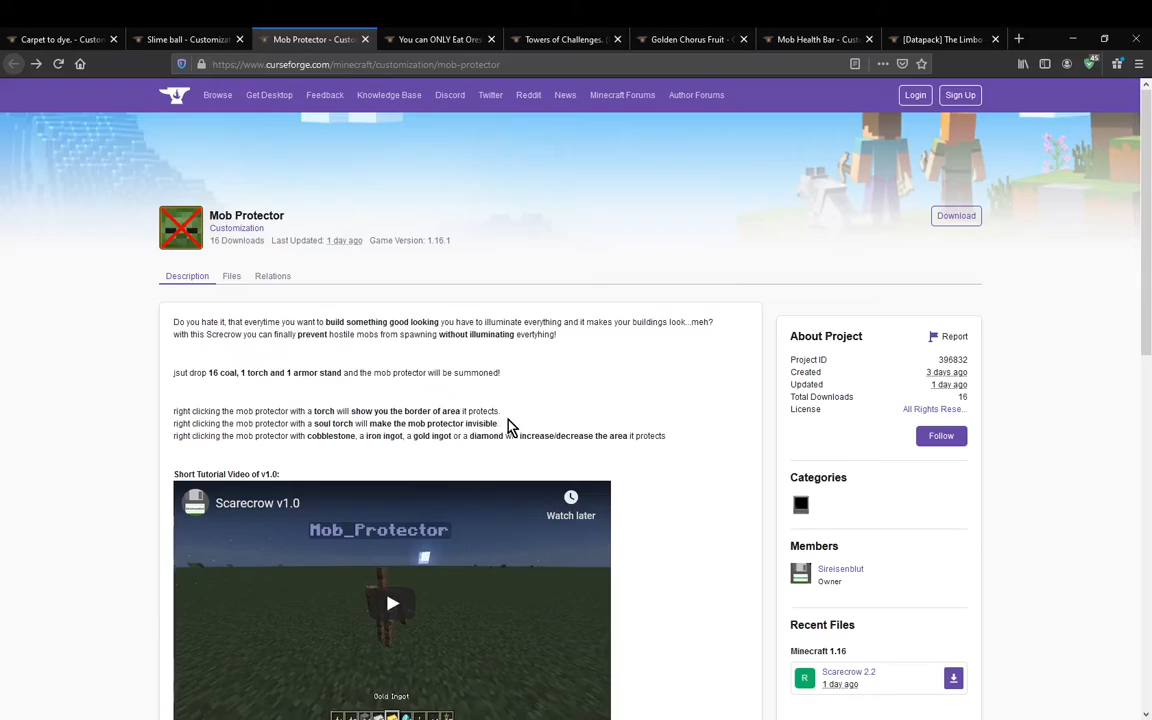 Carpet to dye. - Custom
Slime ball - Customizat
Mob Protector - Custo
You can ONLY Eat Ores
Towers of Challenges. (
Golden Chorus Fruit - C
Mob Health Bar - Custo
[Datapack] The Limbo
https://www.curseforge.com/minecraft/customization/mob-protector
45
Browse Get Desktop Feedback Knowledge Base Discord Twitter Reddit News Minecraft Forums Author Forums Login Sign Up
Mob Protector
Customization
Download
16 Downloads Last Updated: 1 day ago Game Version: 1.16.1
Description Files Relations
Do you hate it, that everytime you want to build something good looking you have to illuminate everything and it makes your buildings look...meh?
with this Screcrow you can finally prevent hostile mobs from spawning without illuminating everyhing!
jsut drop 16 coal, 1 torch and 1 armor stand and the mob protector will be summoned!
right clicking the mob protector with a torch will show you the border of area it protects.
right clicking the mob protector with a soul torch will make the mob protector invisible.
right clicking the mob protector with cobblestone, a iron ingot, a gold ingot or a diamond increase/decrease the area it protects
Short Tutorial Video of v1.0:
Scarecrow v1.0
Watch later
Mob_Protector
Gold Ingot
About Project
Report
Project ID 396832
Created 3 days ago
Updated 1 day ago
Total Downloads 16
License All Rights Rese...
Follow
Categories
Members
Sireisenblut
Owner
Recent Files
Minecraft 1.16
R Scarecrow 2.2
1 day ago